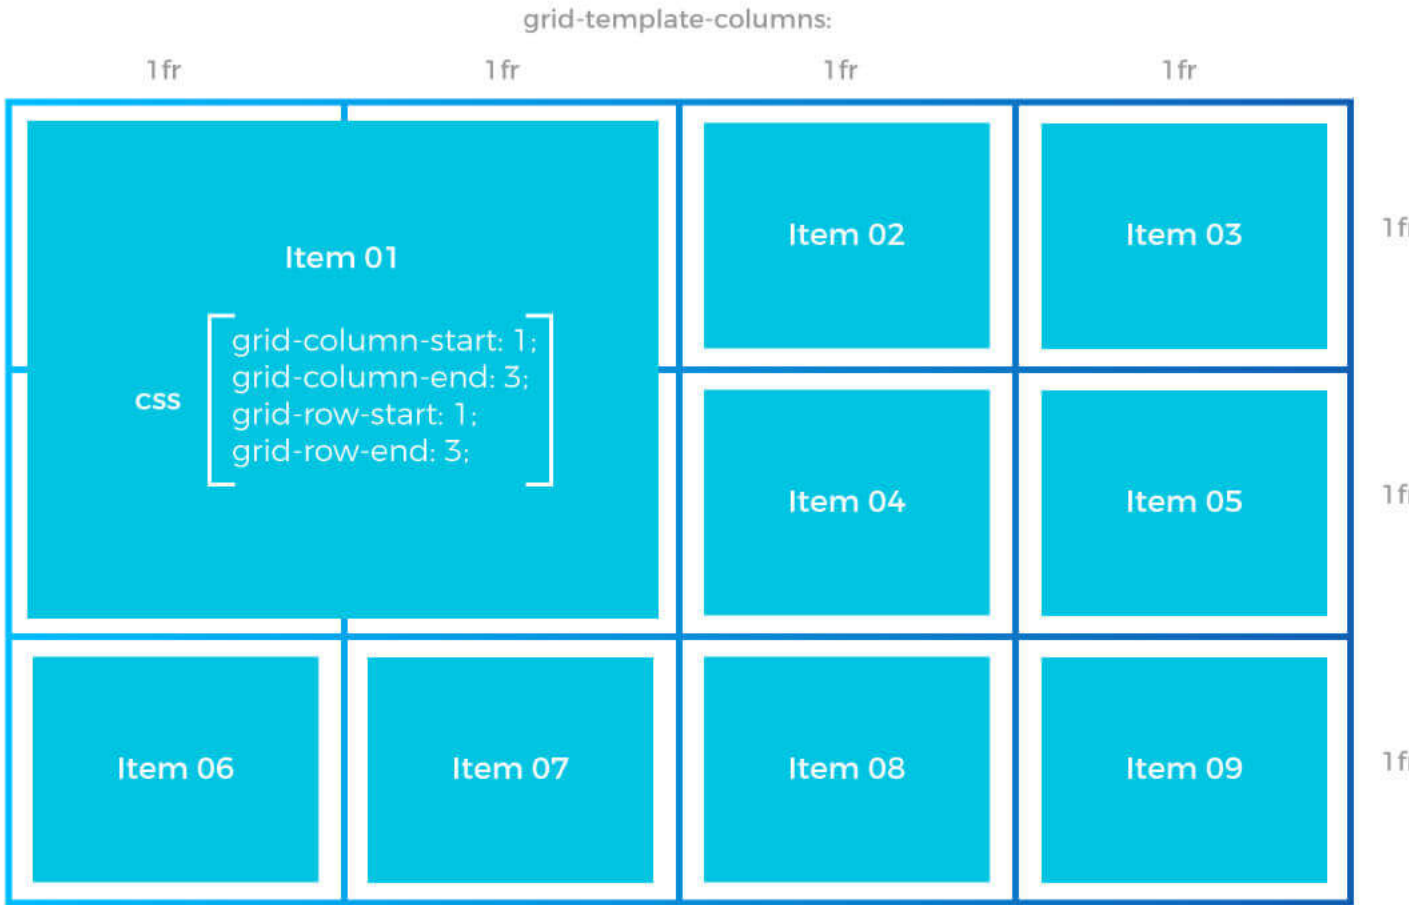 grid-template-columns:
1fr 1fr 1fr 1fr
Item 01
css
grid-column-start: 1;
grid-column-end: 3;
grid-row-start: 1;
grid-row-end: 3;
Item 02
Item 03
Item 04
Item 05
Item 06
Item 07
Item 08
Item 09